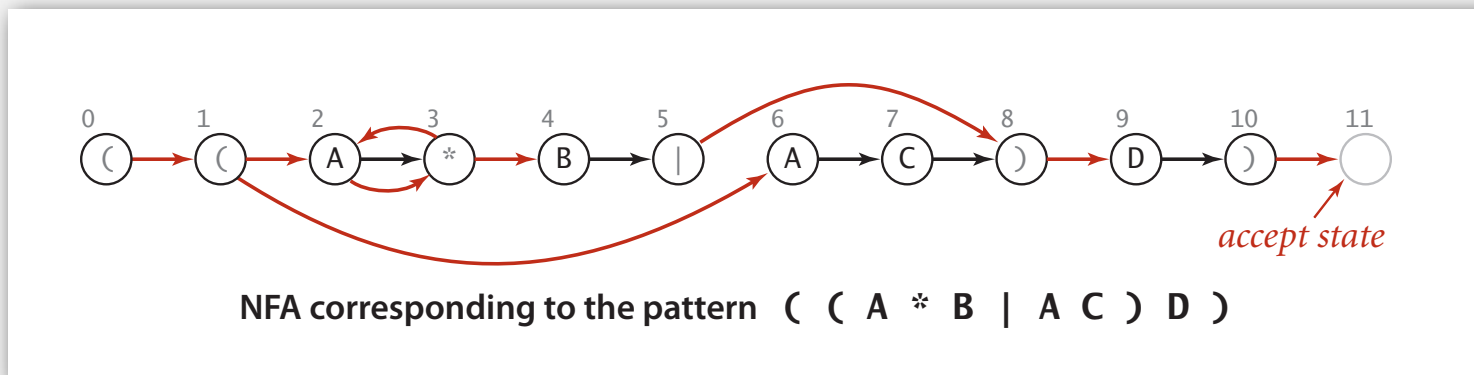 0 1 2 3 4 5 6 7 8 9 10 11
( ( A * B | A C ) D )
accept state
NFA corresponding to the pattern ( ( A * B | A C ) D )